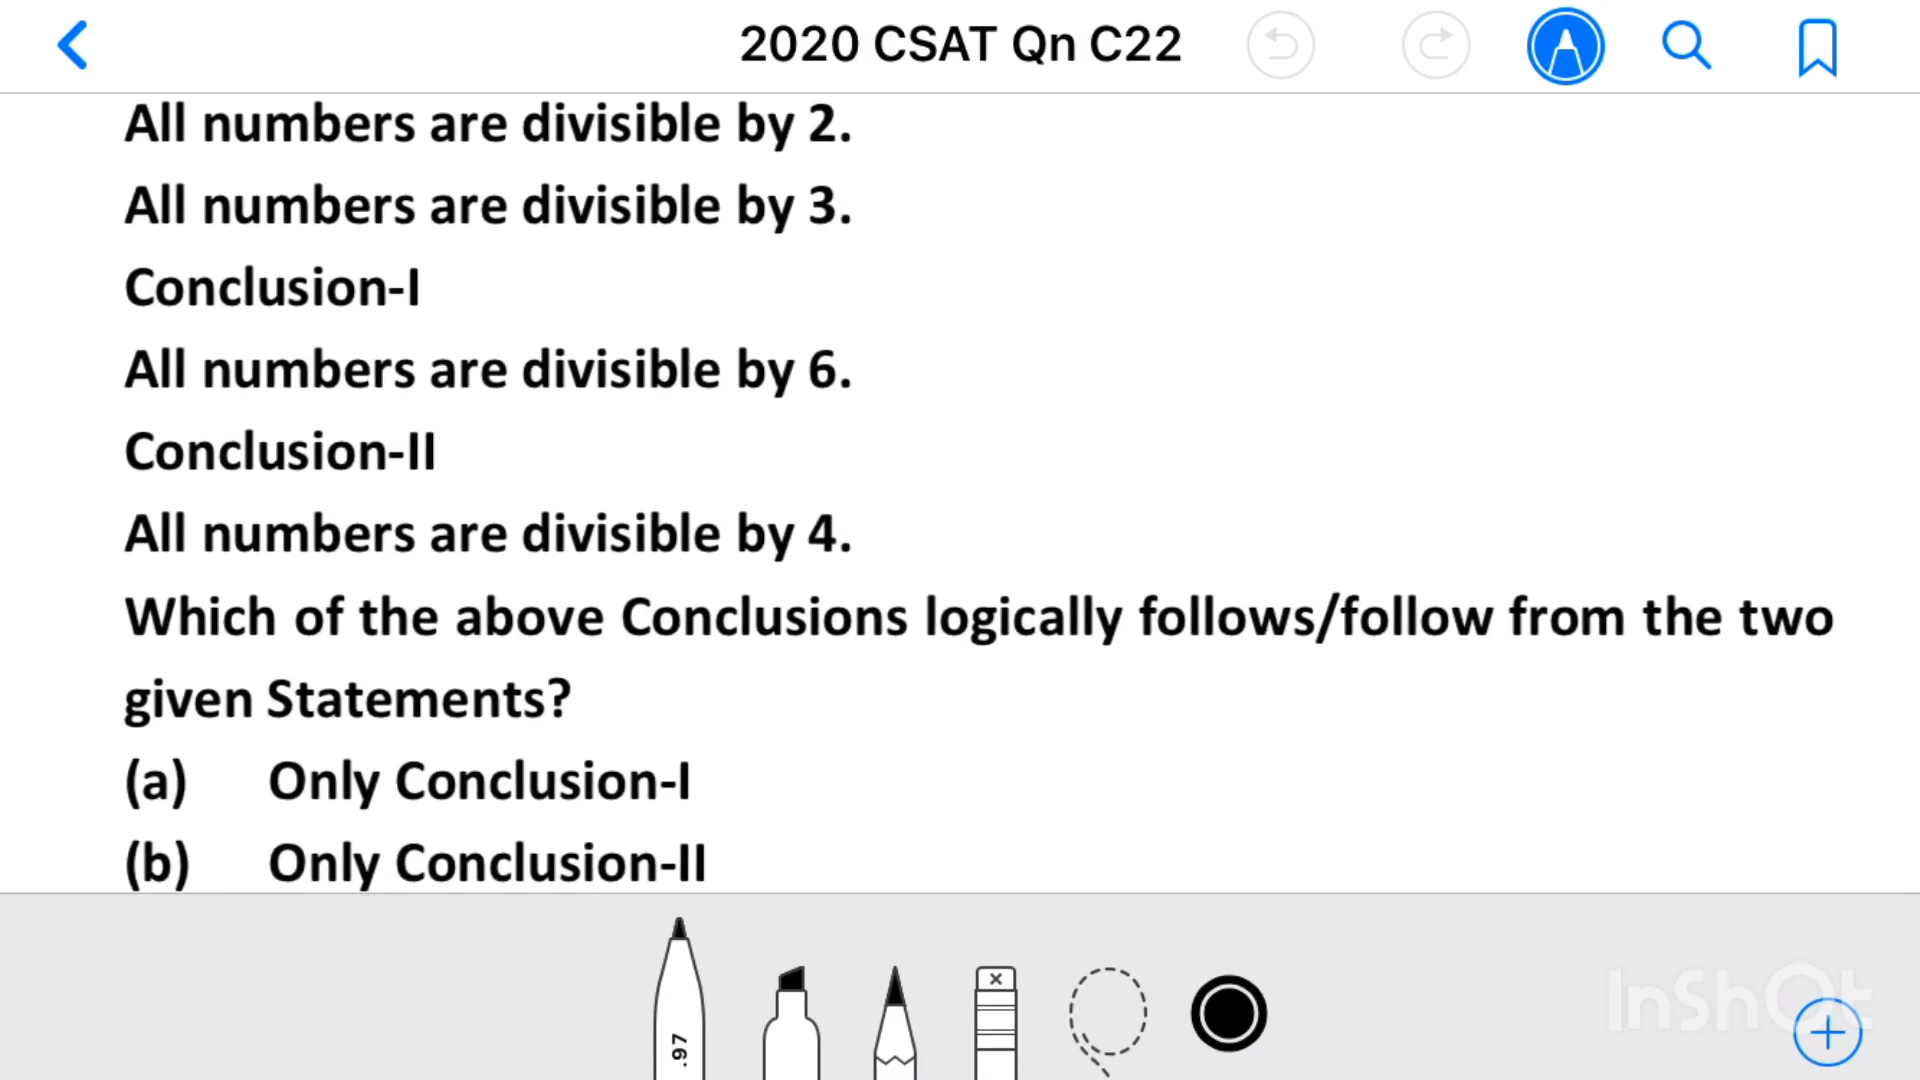 2020 CSAT Qn C22
All numbers are divisible by 2.
All numbers are divisible by 3.
Conclusion-I
All numbers are divisible by 6.
Conclusion-II
All numbers are divisible by 4.
Which of the above Conclusions logically follows/follow from the two
given Statements?
(a) Only Conclusion-I
(b) Only Conclusion-II
.97
InShOt